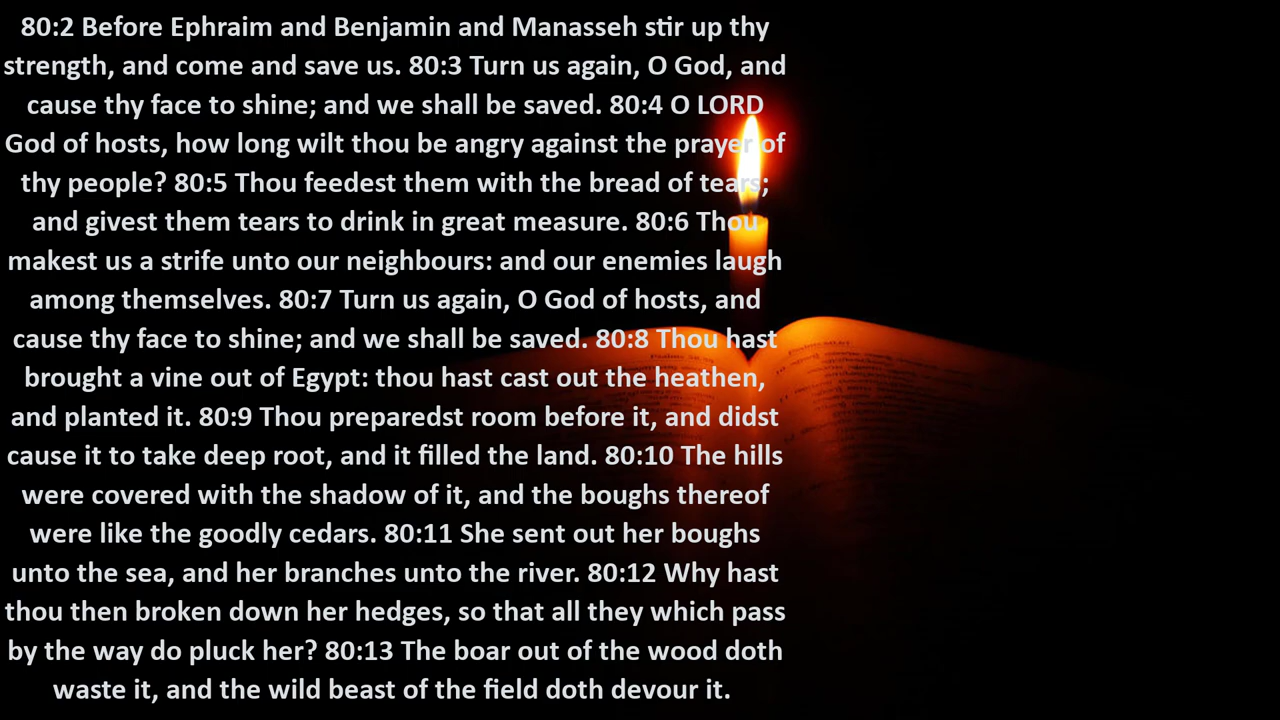 80:2 Before Ephraim and Benjamin and Manasseh stir up thy
strength, and come and save us. 80:3 Turn us again, O God, and
cause thy face to shine; and we shall be saved. 80:4 O LORD
God of hosts, how long wilt thou be angry against the prayer of
thy people? 80:5 Thou feedest them with the bread of tears;
and givest them tears to drink in great measure. 80:6 Thou
makest us a strife unto our neighbours: and our enemies laugh
among themselves. 80:7 Turn us again, O God of hosts, and
cause thy face to shine; and we shall be saved. 80:8 Thou hast
brought a vine out of Egypt: thou hast cast out the heathen,
and planted it. 80:9 Thou preparedst room before it, and didst
cause it to take deep root, and it filled the land. 80:10 The hills
were covered with the shadow of it, and the boughs thereof
were like the goodly cedars. 80:11 She sent out her boughs
unto the sea, and her branches unto the river. 80:12 Why hast
thou then broken down her hedges, so that all they which pass
by the way do pluck her? 80:13 The boar out of the wood doth
waste it, and the wild beast of the field doth devour it.